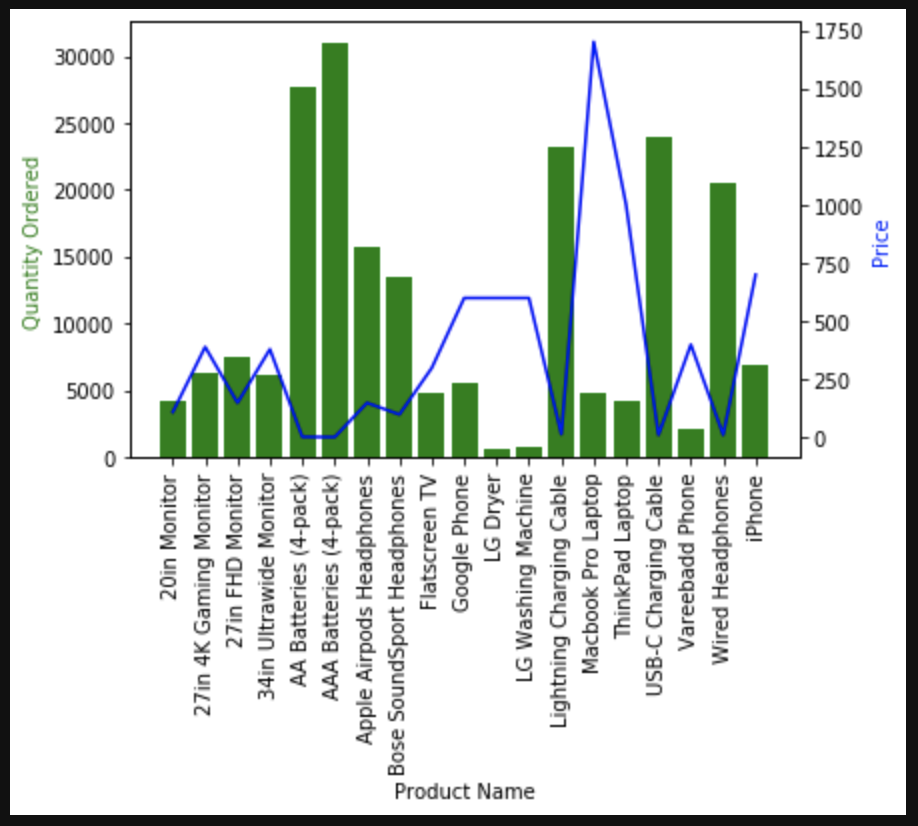 Quantity Ordered
30000
25000
20000
15000
10000
5000
0
1750
1500
1250
1000
750
500
250
0
Price
20in Monitor
27in 4K Gaming Monitor
27in FHD Monitor
34in Ultrawide Monitor
AA Batteries (4-pack)
AAA Batteries (4-pack)
Apple Airpods Headphones
Bose SoundSport Headphones
Flatscreen TV
Google Phone
LG Dryer
LG Washing Machine
Lightning Charging Cable
Macbook Pro Laptop
ThinkPad Laptop
USB-C Charging Cable
Vareebadd Phone
Wired Headphones
iPhone
Product Name